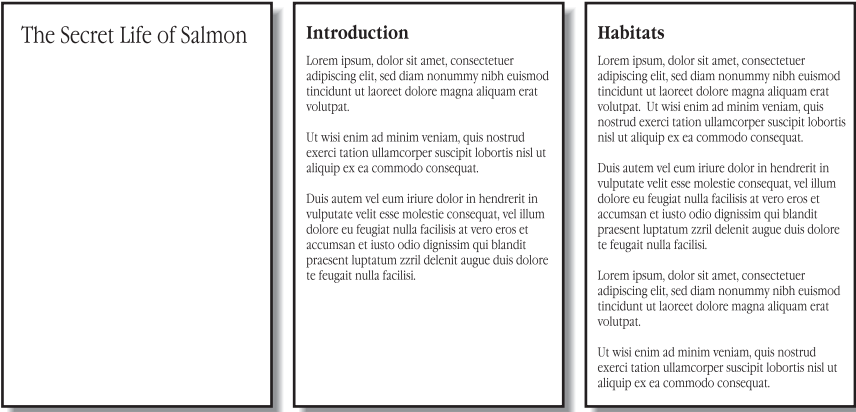 The Secret Life of Salmon
Introduction
Lorem ipsum, dolor sit amet, consectetuer
adipiscing elit, sed diam nonummy nibh euismod
tincidunt ut laoreet dolore magna aliquam erat
volutpat.
Ut wisi enim ad minim veniam, quis nostrud
exerci tation ullamcorper suscipit lobortis nisl ut
aliquip ex ea commodo consequat.
Duis autem vel eum iriure dolor in hendrerit in
vulputate velit esse molestie consequat, vel illum
dolore eu feugiat nulla facilisis at vero eros et
accumsan et iusto odio dignissim qui blandit
praesent luptatum zzril delenit augue duis dolore
te feugait nulla facilisi.
Habitats
Lorem ipsum, dolor sit amet, consectetuer
adipiscing elit, sed diam nonummy nibh euismod
tincidunt ut laoreet dolore magna aliquam erat
volutpat.  Ut wisi enim ad minim veniam, quis
nostrud exerci tation ullamcorper suscipit lobortis
nisl ut aliquip ex ea commodo consequat.
Duis autem vel eum iriure dolor in hendrerit in
vulputate velit esse molestie consequat, vel illum
dolore eu feugiat nulla facilisis at vero eros et
accumsan et iusto odio dignissim qui blandit
praesent luptatum zzril delenit augue duis dolore
te feugait nulla facilisi.
Lorem ipsum, dolor sit amet, consectetuer
adipiscing elit, sed diam nonummy nibh euismod
tincidunt ut laoreet dolore magna aliquam erat
volutpat.
Ut wisi enim ad minim veniam, quis nostrud
exerci tation ullamcorper suscipit lobortis nisl ut
aliquip ex ea commodo consequat.